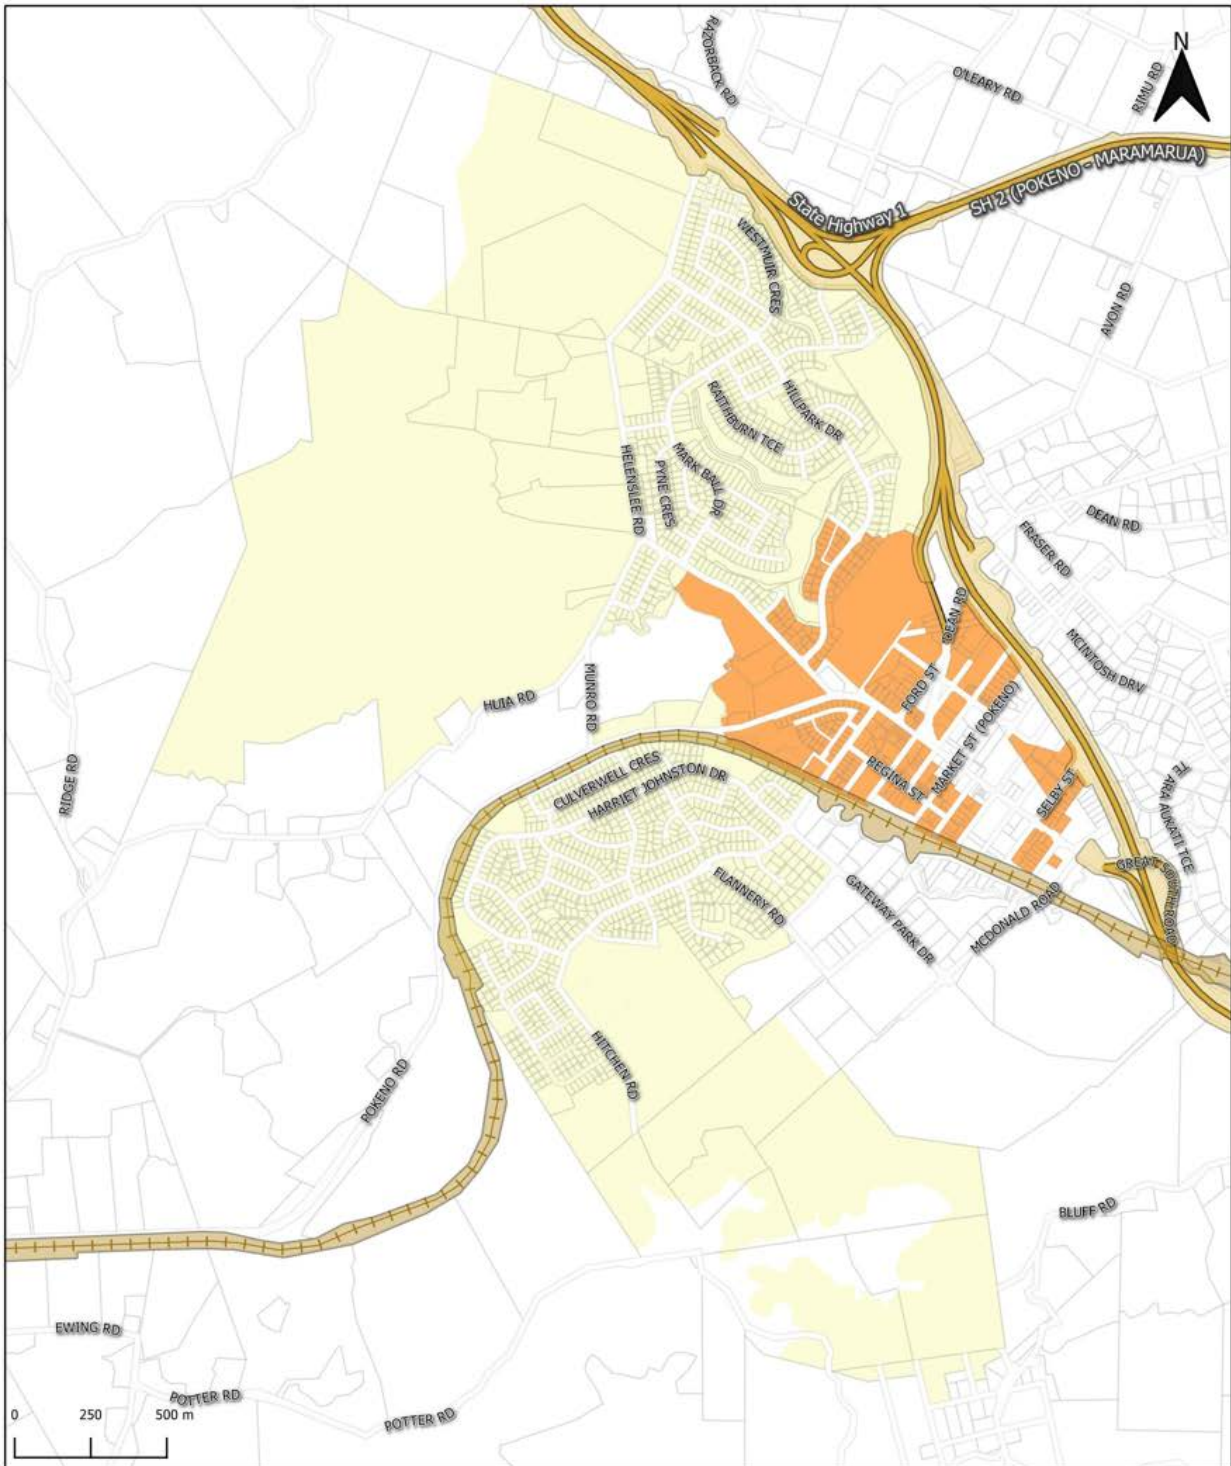 N
RAZORBACK RD
O'LEARY RD
RIMU RD
SH 2 (POKENO - MARAMARUA)
State Highway 1
WESTMUIR CRES
AVON RD
RAITHBURN TCE
HILLPARK DR
HELENSLEE RD
PYNE CRES
MARK BALL DR
DEAN RD
FRASER RD
DEAN RD
MCINTOSH DRV
MUNRO RD
HUIA RD
FORD ST
MARKET ST (POKENO)
REGINA ST
SELBY ST
TE ARA AUKATI TCE
RIDGE RD
CULVERWELL CRES
HARRIET JOHNSTON DR
FLANNERY RD
GATEWAY PARK DR
MCDONALD ROAD
GREAT SOUTH ROAD
HITCHEN RD
POKENO RD
BLUFF RD
EWING RD
POTTER RD
POTTER RD
0 250 500 m